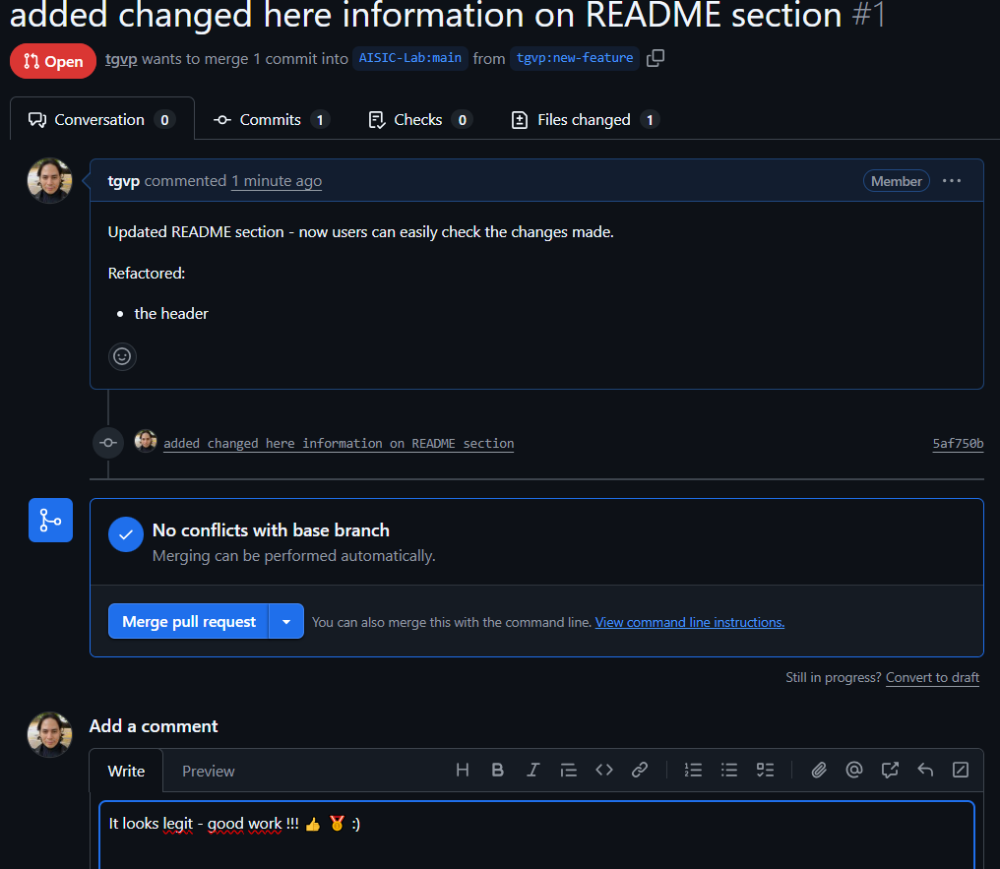 added changed here information on README section #1
Open tgvp wants to merge 1 commit into AISIC-Lab:main from tgvp:new-feature
Conversation 0 Commits 1 Checks 0 Files changed 1
tgvp commented 1 minute ago Member
Updated README section - now users can easily check the changes made.
Refactored:
• the header
added changed here information on README section 5af750b
No conflicts with base branch
Merging can be performed automatically.
Merge pull request You can also merge this with the command line. View command line instructions.
Still in progress? Convert to draft
Add a comment
Write Preview
It looks legit - good work !!! 👍 🏅 :)